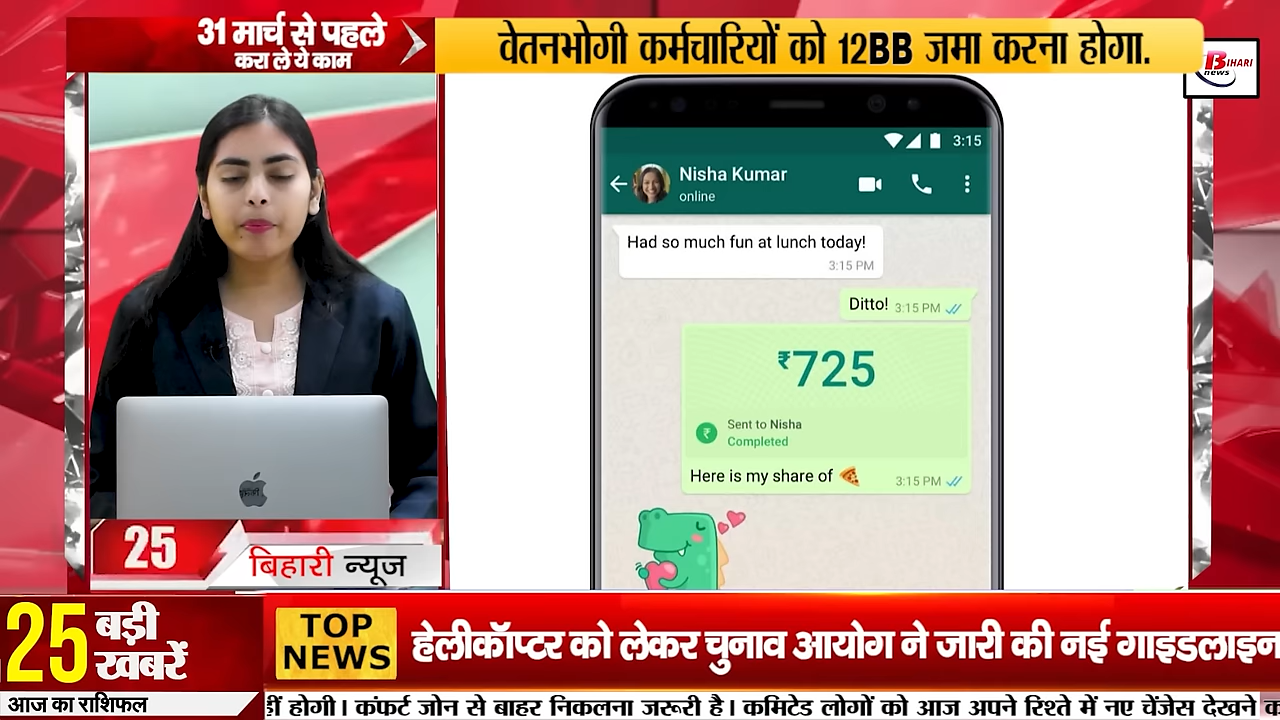 31 मार्च से पहले
करा ले ये काम
वेतनभोगी कर्मचारियों को 12BB जमा करना होगा.
BIHARI
news
3:15
Nisha Kumar
online
Had so much fun at lunch today!
3:15 PM
Ditto! 3:15 PM
₹725
Sent to Nisha
Completed
Here is my share of 3:15 PM
25
बिहारी न्यूज
25 बड़ी
खबरें
TOP
NEWS
हेलीकॉप्टर को लेकर चुनाव आयोग ने जारी की नई गाइडलाइन
आज का राशिफल
हीं होगी। कंफर्ट जोन से बाहर निकलना जरूरी है। कमिटेड लोगों को आज अपने रिश्ते में नए चेंजेस देखने